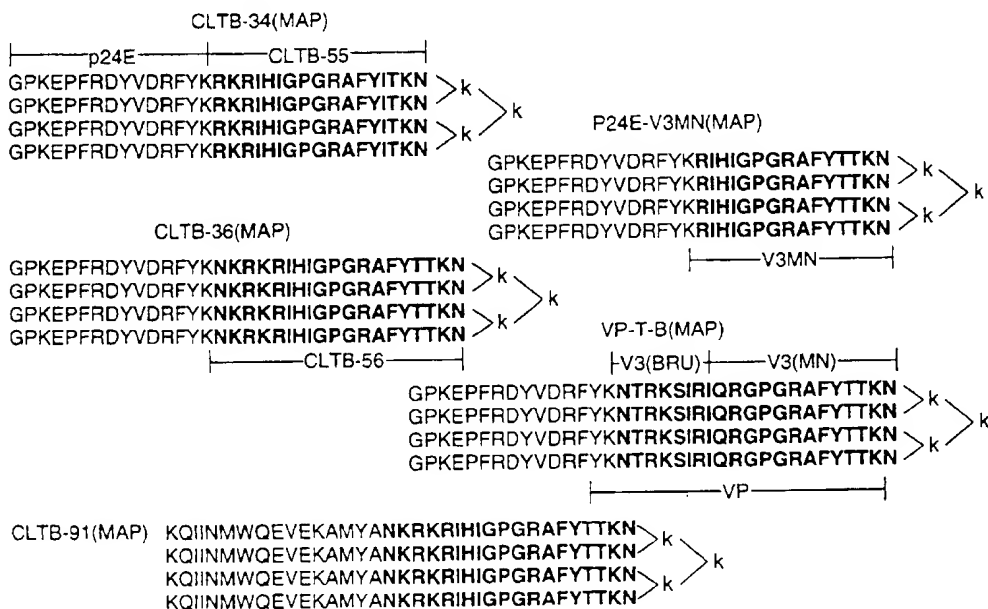 CLTB-34(MAP)
p24E CLTB-55
GPKEPFRDYVDRFYKRKRIHIGPGRAFYITKN
GPKEPFRDYVDRFYKRKRIHIGPGRAFYITKN k
GPKEPFRDYVDRFYKRKRIHIGPGRAFYITKN k
GPKEPFRDYVDRFYKRKRIHIGPGRAFYITKN k
P24E-V3MN(MAP)
GPKEPFRDYVDRFYKRIHIGPGRAFYTTKN
GPKEPFRDYVDRFYKRIHIGPGRAFYTTKN k
GPKEPFRDYVDRFYKRIHIGPGRAFYTTKN k
GPKEPFRDYVDRFYKRIHIGPGRAFYTTKN k
V3MN
CLTB-36(MAP)
GPKEPFRDYVDRFYKNKRKRIHIGPGRAFYTTKN
GPKEPFRDYVDRFYKNKRKRIHIGPGRAFYTTKN k
GPKEPFRDYVDRFYKNKRKRIHIGPGRAFYTTKN k
GPKEPFRDYVDRFYKNKRKRIHIGPGRAFYTTKN k
CLTB-56
VP-T-B(MAP)
V3(BRU) V3(MN)
GPKEPFRDYVDRFYKNTRKSIRIQRGPGRAFYTTKN
GPKEPFRDYVDRFYKNTRKSIRIQRGPGRAFYTTKN k
GPKEPFRDYVDRFYKNTRKSIRIQRGPGRAFYTTKN k
GPKEPFRDYVDRFYKNTRKSIRIQRGPGRAFYTTKN k
VP
CLTB-91(MAP) KQIINMWQEVEKAMYANKRKRIHIGPGRAFYTTKN
KQIINMWQEVEKAMYANKRKRIHIGPGRAFYTTKN k
KQIINMWQEVEKAMYANKRKRIHIGPGRAFYTTKN k
KQIINMWQEVEKAMYANKRKRIHIGPGRAFYTTKN k